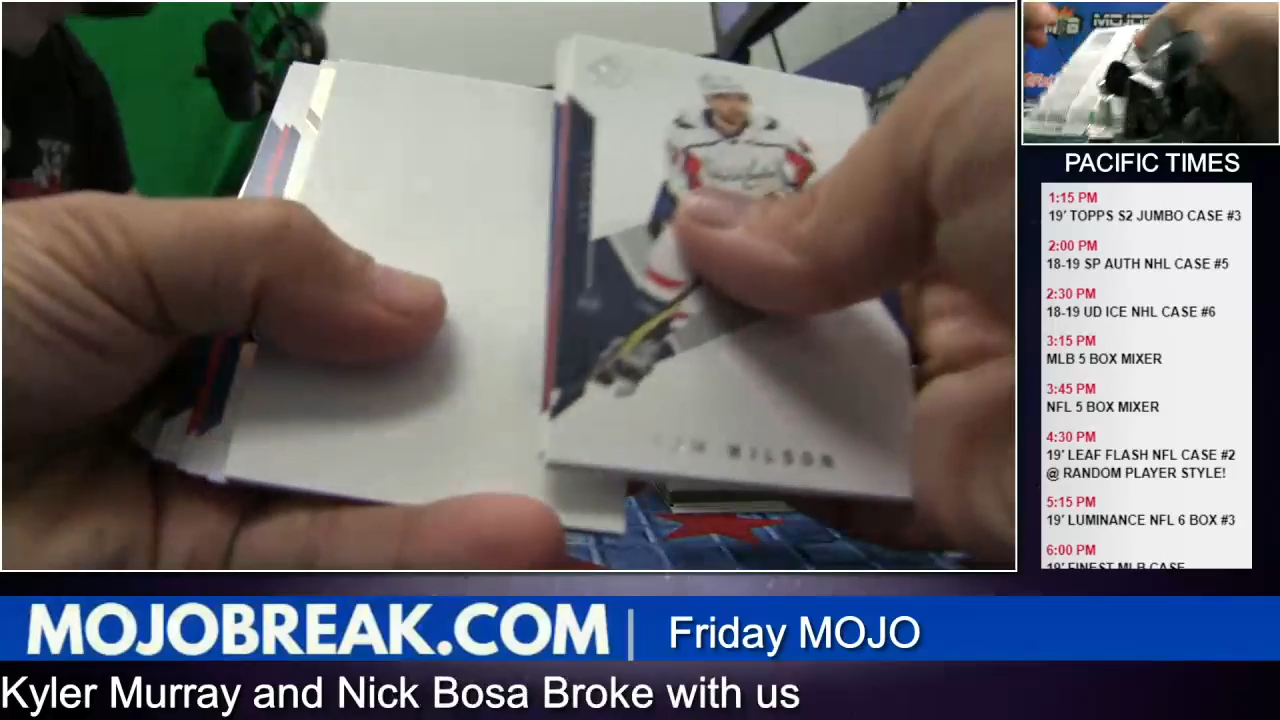 WILSON
PACIFIC TIMES
1:15 PM
19' TOPPS S2 JUMBO CASE #3
2:00 PM
18-19 SP AUTH NHL CASE #5
2:30 PM
18-19 UD ICE NHL CASE #6
3:15 PM
MLB 5 BOX MIXER
3:45 PM
NFL 5 BOX MIXER
4:30 PM
19' LEAF FLASH NFL CASE #2
@ RANDOM PLAYER STYLE!
5:15 PM
19' LUMINANCE NFL 6 BOX #3
6:00 PM
19' FINEST MLB CASE
MOJOBREAK.COM | Friday MOJO
Kyler Murray and Nick Bosa Broke with us